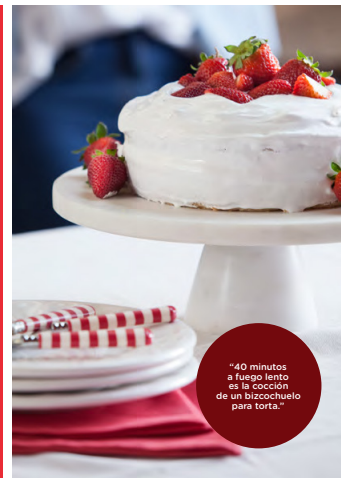 “40 minutos
a fuego lento
es la cocción
de un bizcochuelo
para torta.”